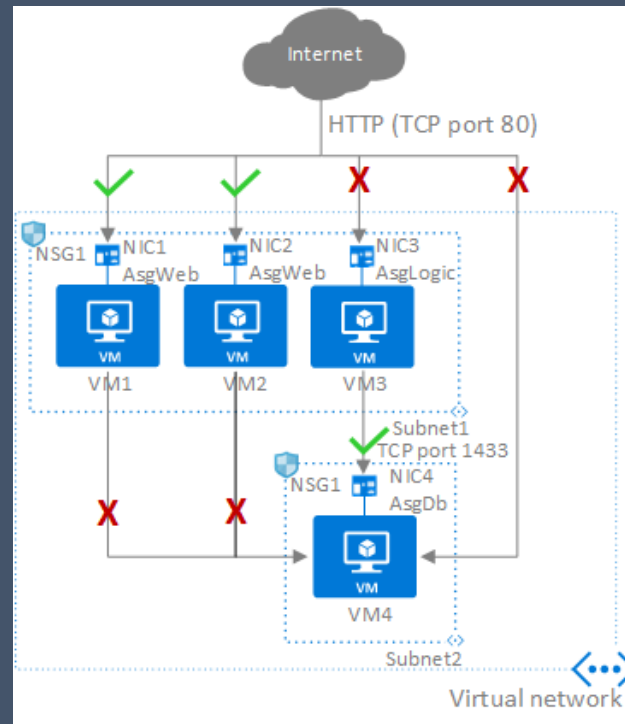 Internet
HTTP (TCP port 80)
X X
NSG1 NIC1 NIC2 NIC3
AsgWeb AsgWeb AsgLogic
VM VM VM
VM1 VM2 VM3
Subnet1
TCP port 1433
X X
NSG1 NIC4
AsgDb
VM
VM4
Subnet2
Virtual network